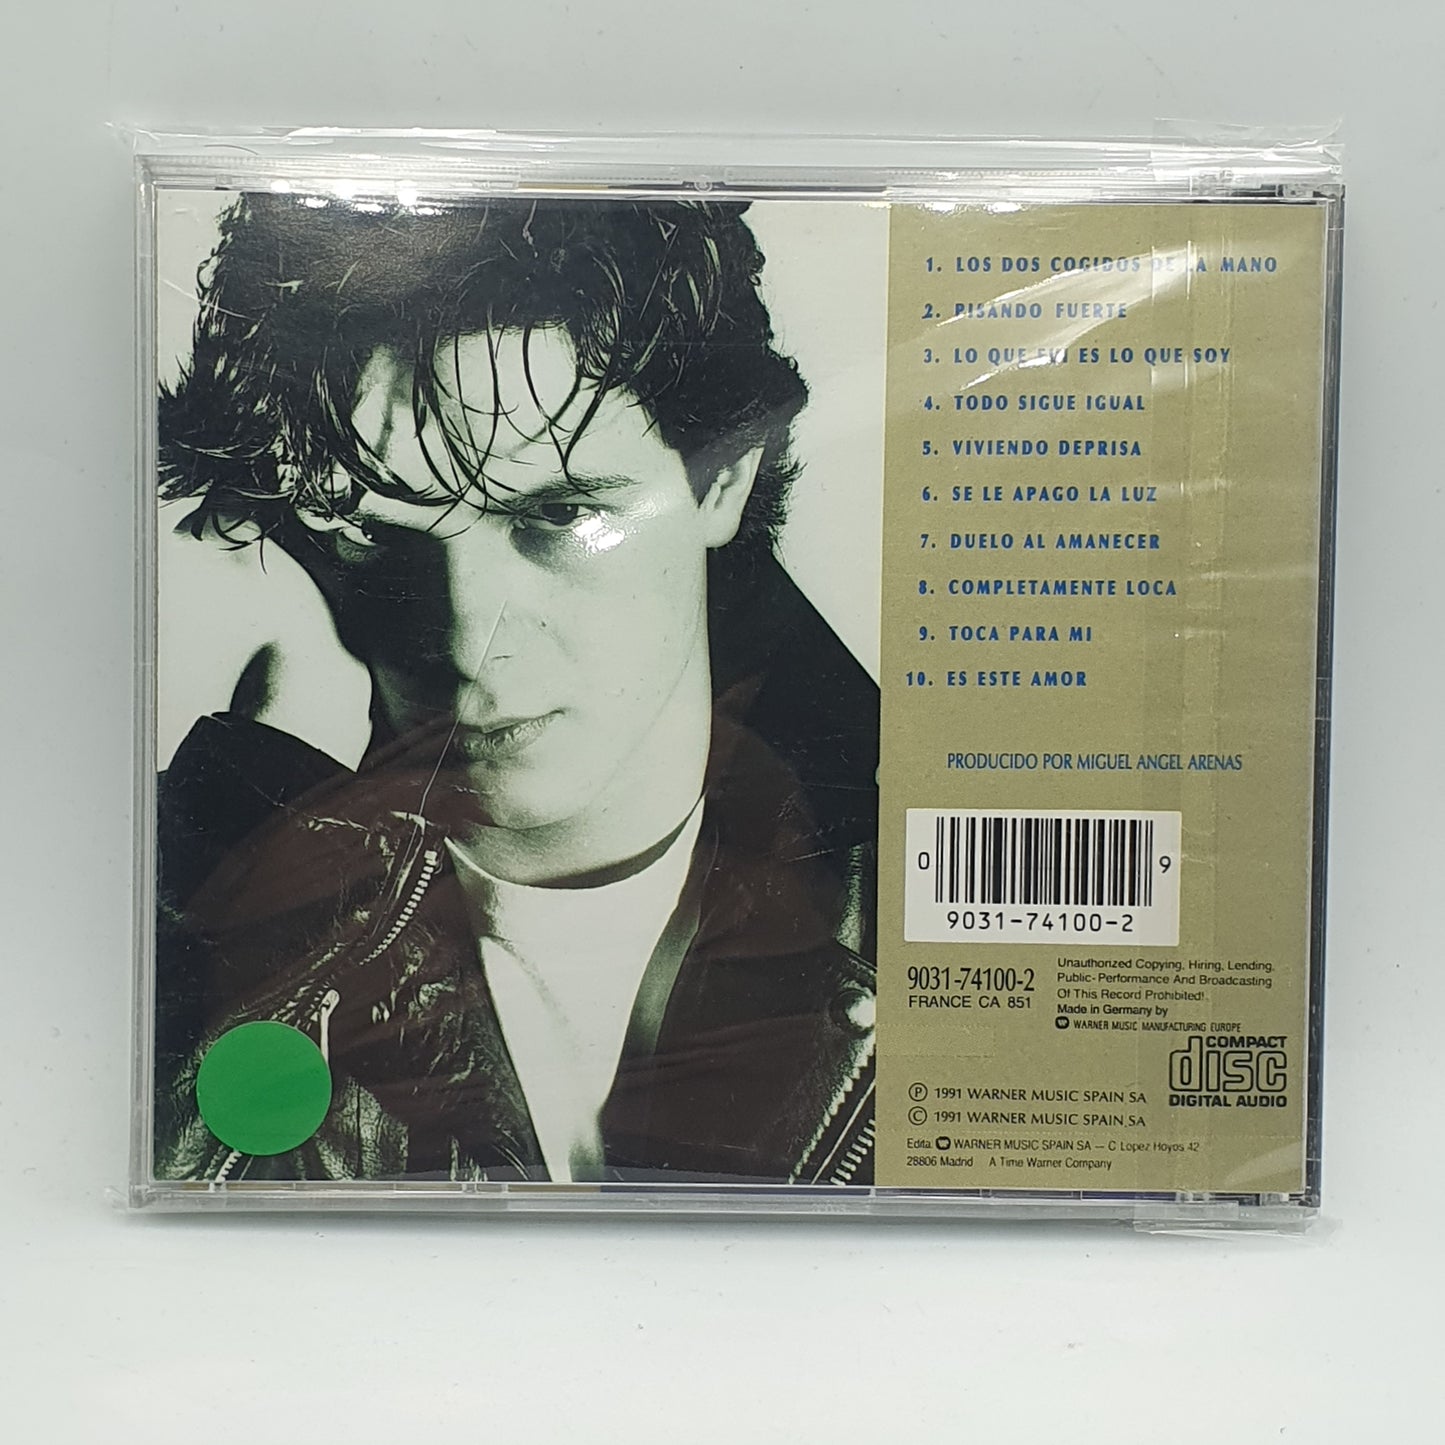 1. LOS DOS COGIDOS DE LA MANO
2. PISANDO FUERTE
3. LO QUE FUI ES LO QUE SOY
4. TODO SIGUE IGUAL
5. VIVIENDO DEPRISA
6. SE LE APAGO LA LUZ
7. DUELO AL AMANECER
8. COMPLETAMENTE LOCA
9. TOCA PARA MI
10. ES ESTE AMOR
PRODUCIDO POR MIGUEL ANGEL ARENAS
0 9
9031-74100-2
9031-74100-2
FRANCE CA 851
Unauthorized Copying, Hiring, Lending,
Public-Performance And Broadcasting
Of This Record Prohibited!
Made in Germany by
WARNER MUSIC MANUFACTURING EUROPE
COMPACT
disc
DIGITAL AUDIO
Ⓟ 1991 WARNER MUSIC SPAIN SA
© 1991 WARNER MUSIC SPAIN SA
Edita: WARNER MUSIC SPAIN SA — C Lopez Hoyos 42
28806 Madrid A Time Warner Company